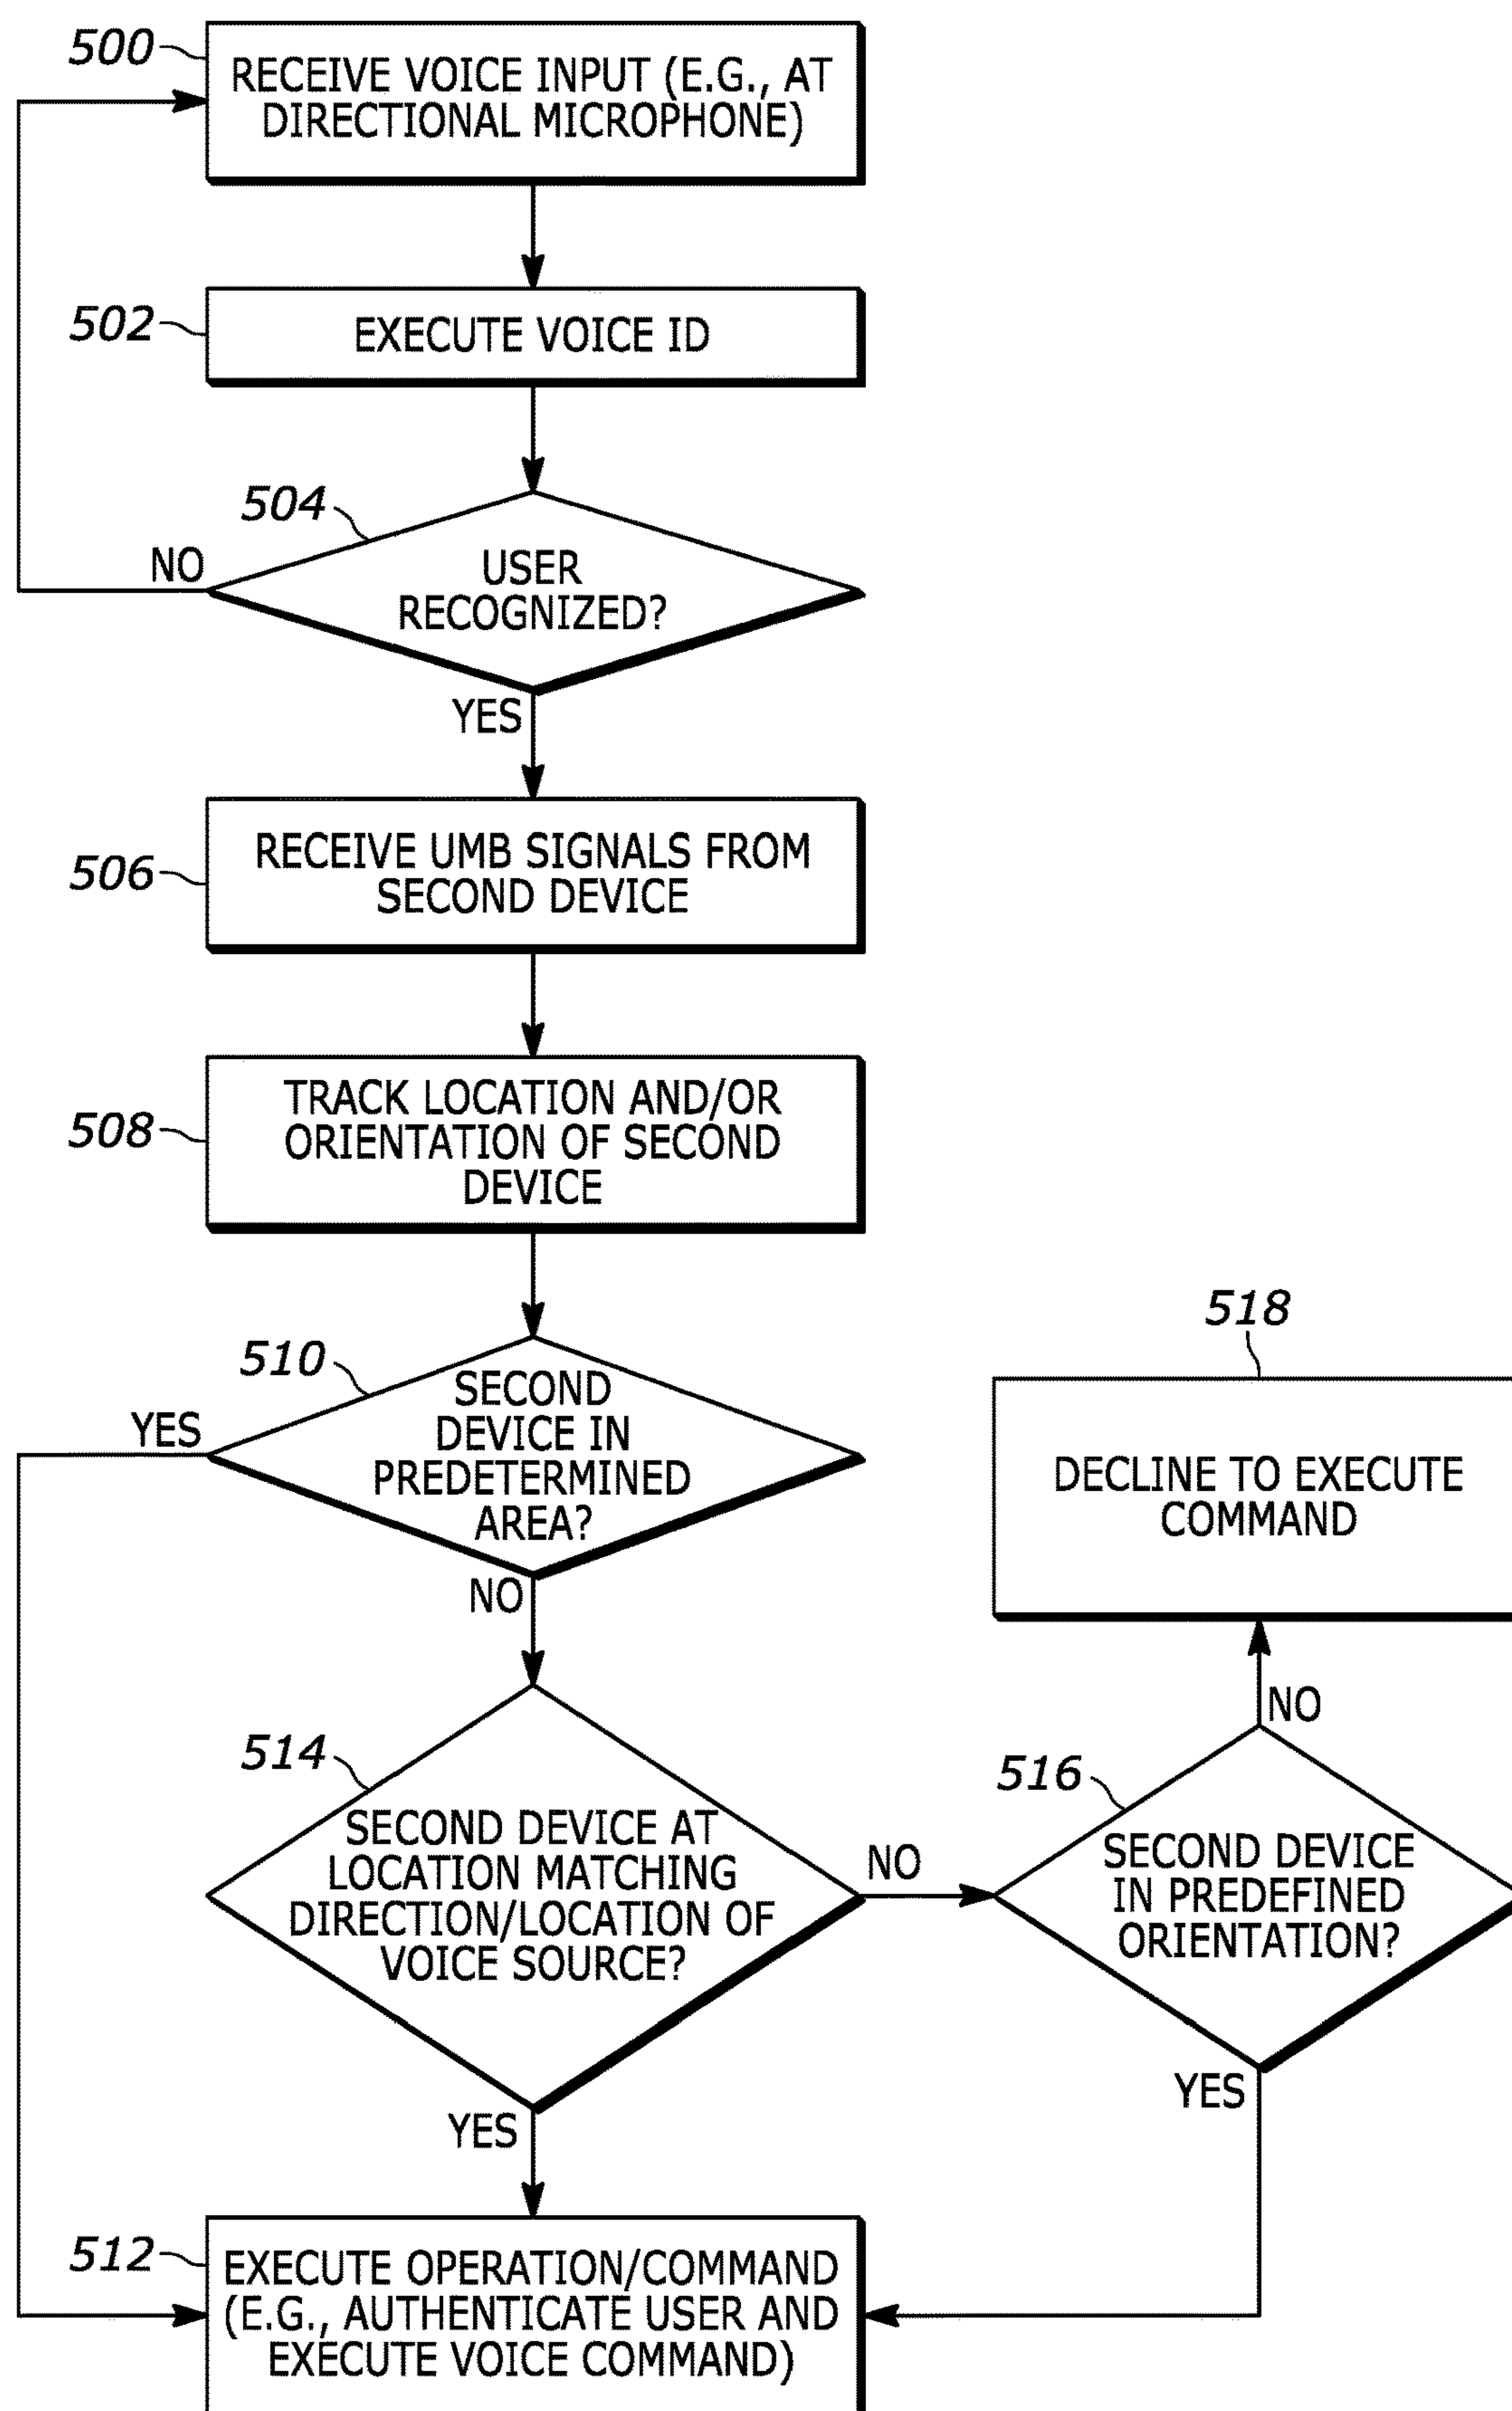 500
RECEIVE VOICE INPUT (E.G., AT
DIRECTIONAL MICROPHONE)
502
EXECUTE VOICE ID
504
NO
USER
RECOGNIZED?
YES
506
RECEIVE UMB SIGNALS FROM
SECOND DEVICE
508
TRACK LOCATION AND/OR
ORIENTATION OF SECOND
DEVICE
510
YES
SECOND
DEVICE IN
PREDETERMINED
AREA?
NO
518
DECLINE TO EXECUTE
COMMAND
514
SECOND DEVICE AT
LOCATION MATCHING
DIRECTION/LOCATION OF
VOICE SOURCE?
NO
YES
516
NO
SECOND DEVICE
IN PREDEFINED
ORIENTATION?
YES
512
EXECUTE OPERATION/COMMAND
(E.G., AUTHENTICATE USER AND
EXECUTE VOICE COMMAND)